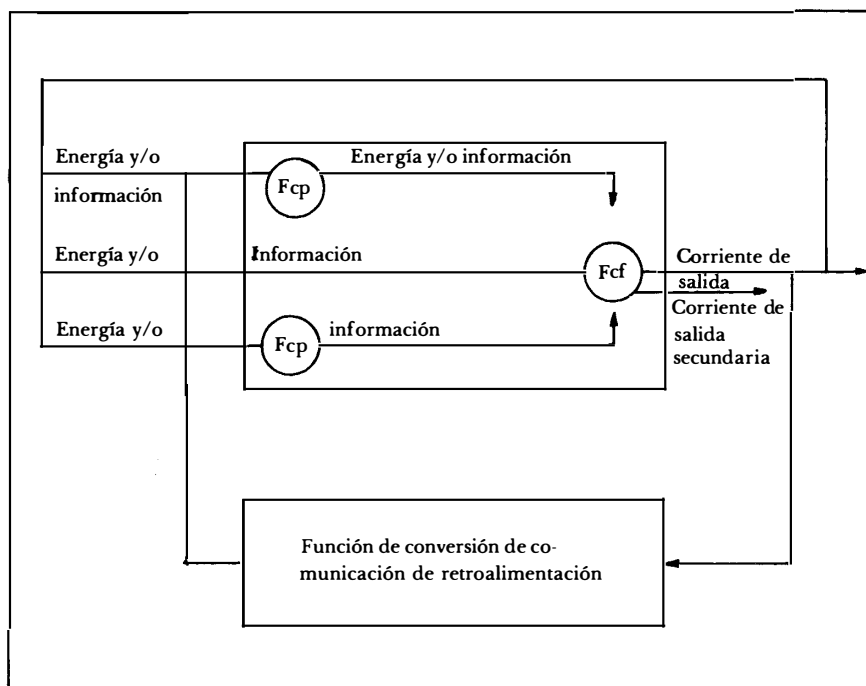 Energía y/o
información
Energía y/o información
Fcp
Energía y/o
Información
Fcf
Corriente de
salida
Corriente de
salida
secundaria
Energía y/o
Fcp
información
Función de conversión de co-
municación de retroalimentación